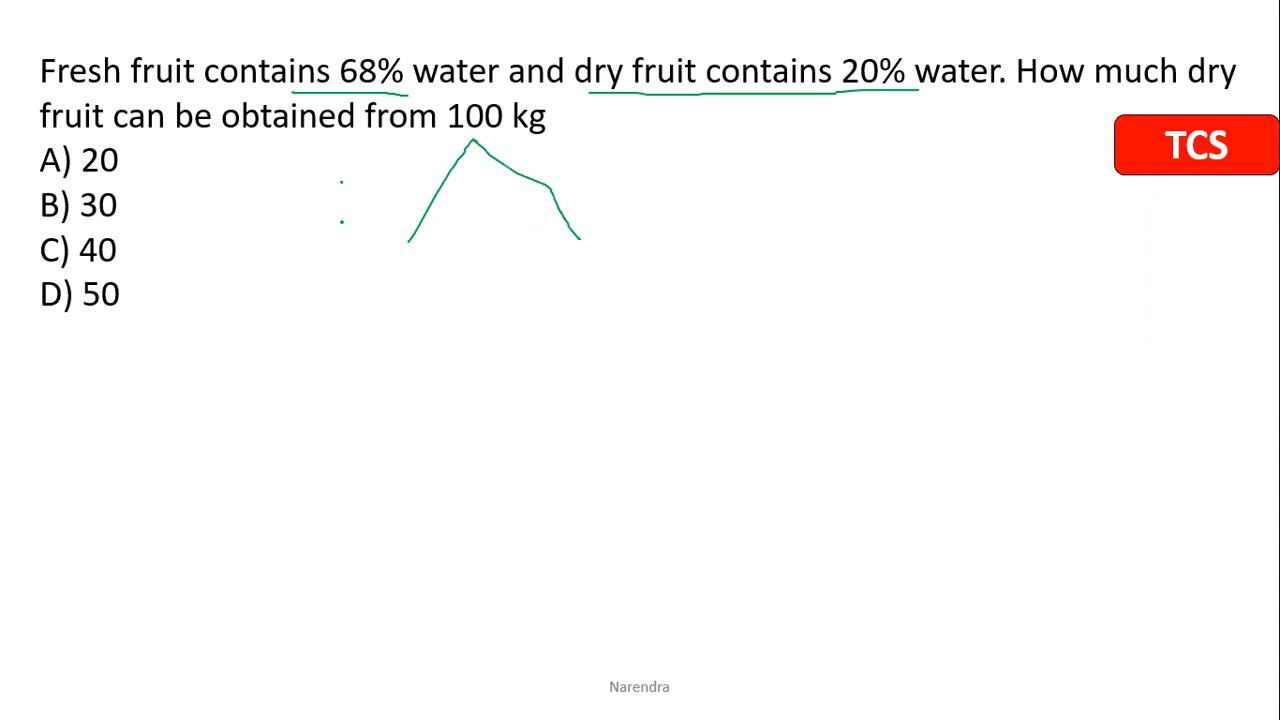 Fresh fruit contains 68% water and dry fruit contains 20% water. How much dry
fruit can be obtained from 100 kg
A) 20
TCS
B) 30
C) 40
D) 50
Narendra